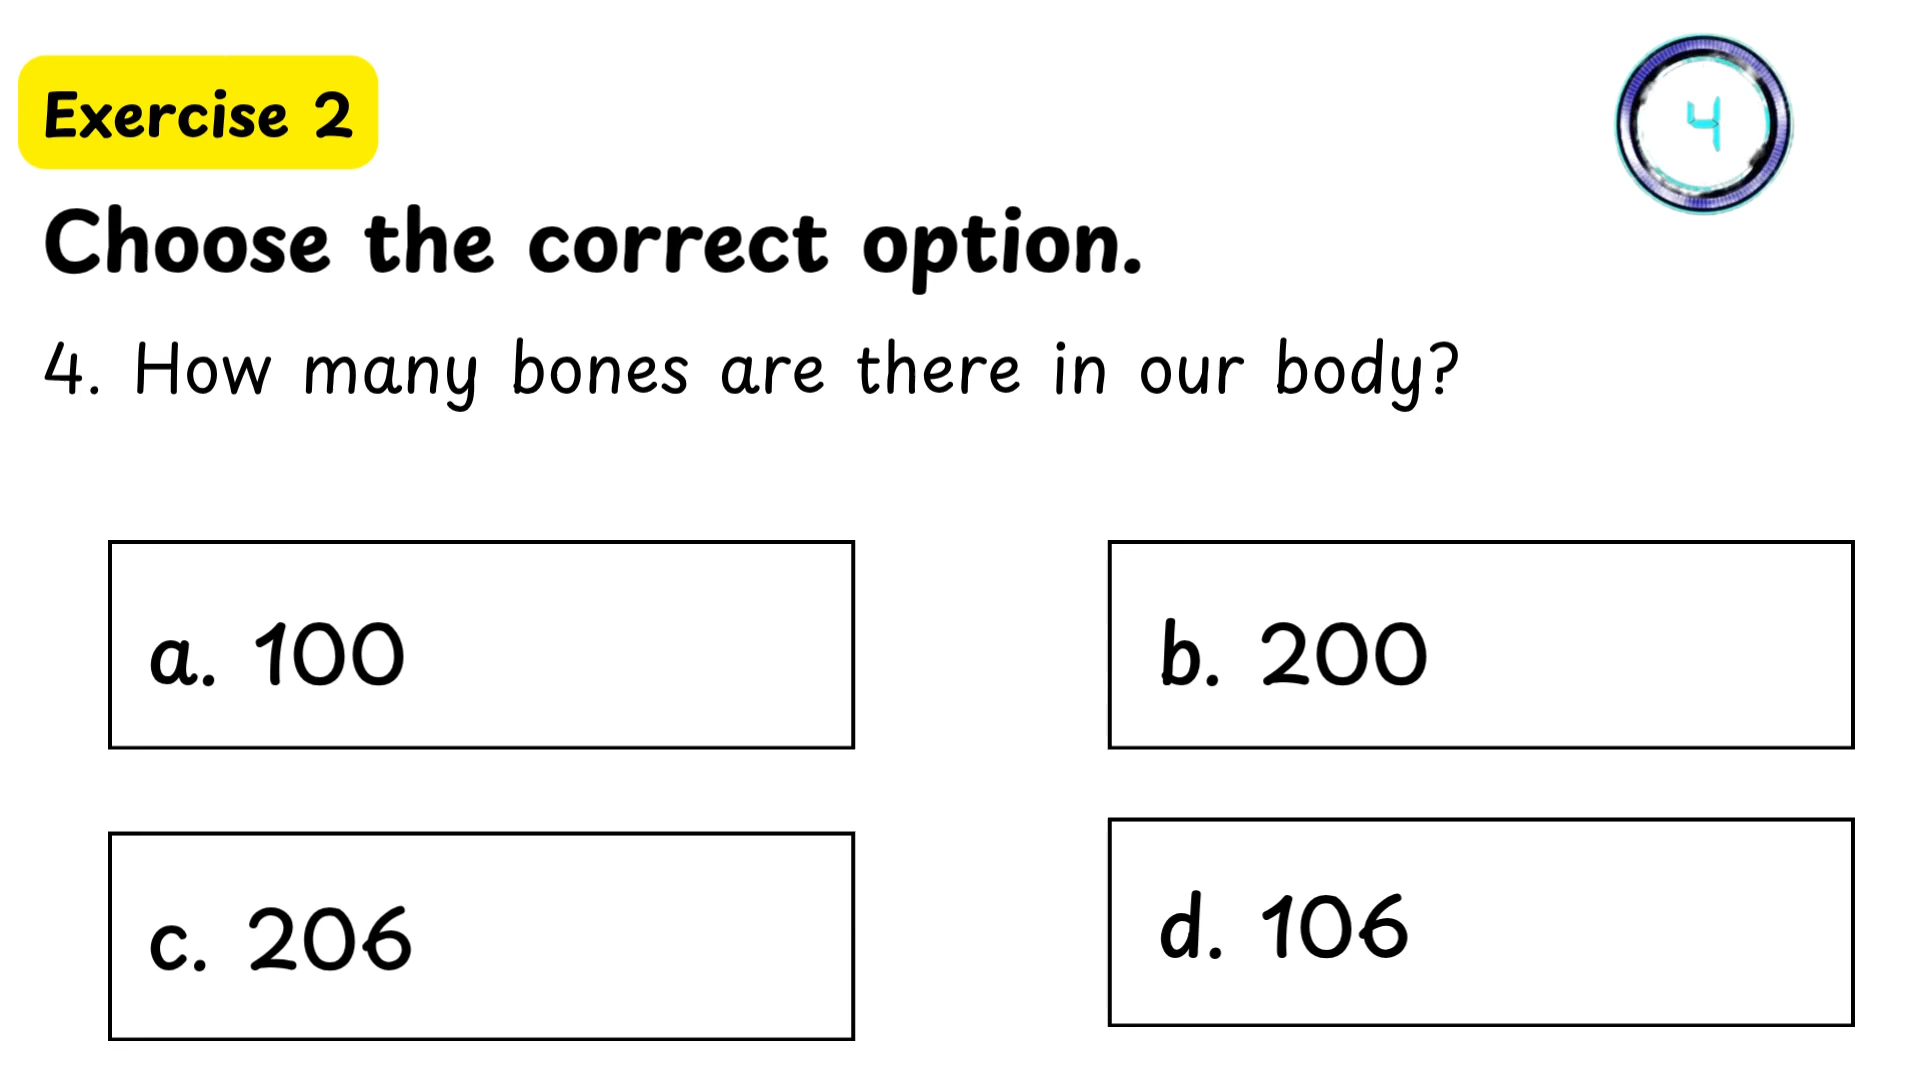 Exercise 2
4
Choose the correct option.
4. How many bones are there in our body?
a. 100
b. 200
c. 206
d. 106